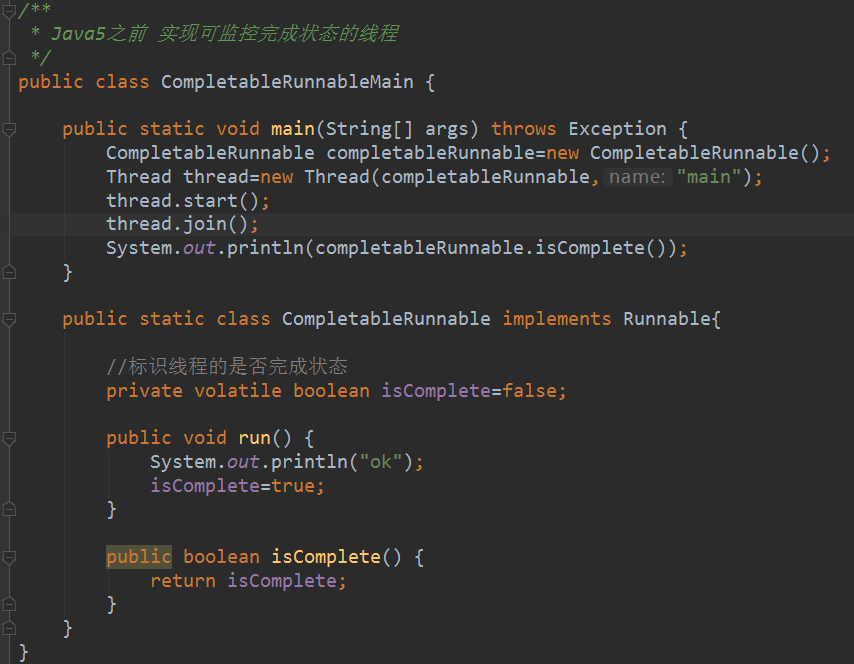 /**
 * Java5之前 实现可监控完成状态的线程
 */
public class CompletableRunnableMain {

    public static void main(String[] args) throws Exception {
        CompletableRunnable completableRunnable=new CompletableRunnable();
        Thread thread=new Thread(completableRunnable, name: "main");
        thread.start();
        thread.join();
        System.out.println(completableRunnable.isComplete());
    }

    public static class CompletableRunnable implements Runnable{

        //标识线程的是否完成状态
        private volatile boolean isComplete=false;

        public void run() {
            System.out.println("ok");
            isComplete=true;
        }

        public boolean isComplete() {
            return isComplete;
        }
    }
}